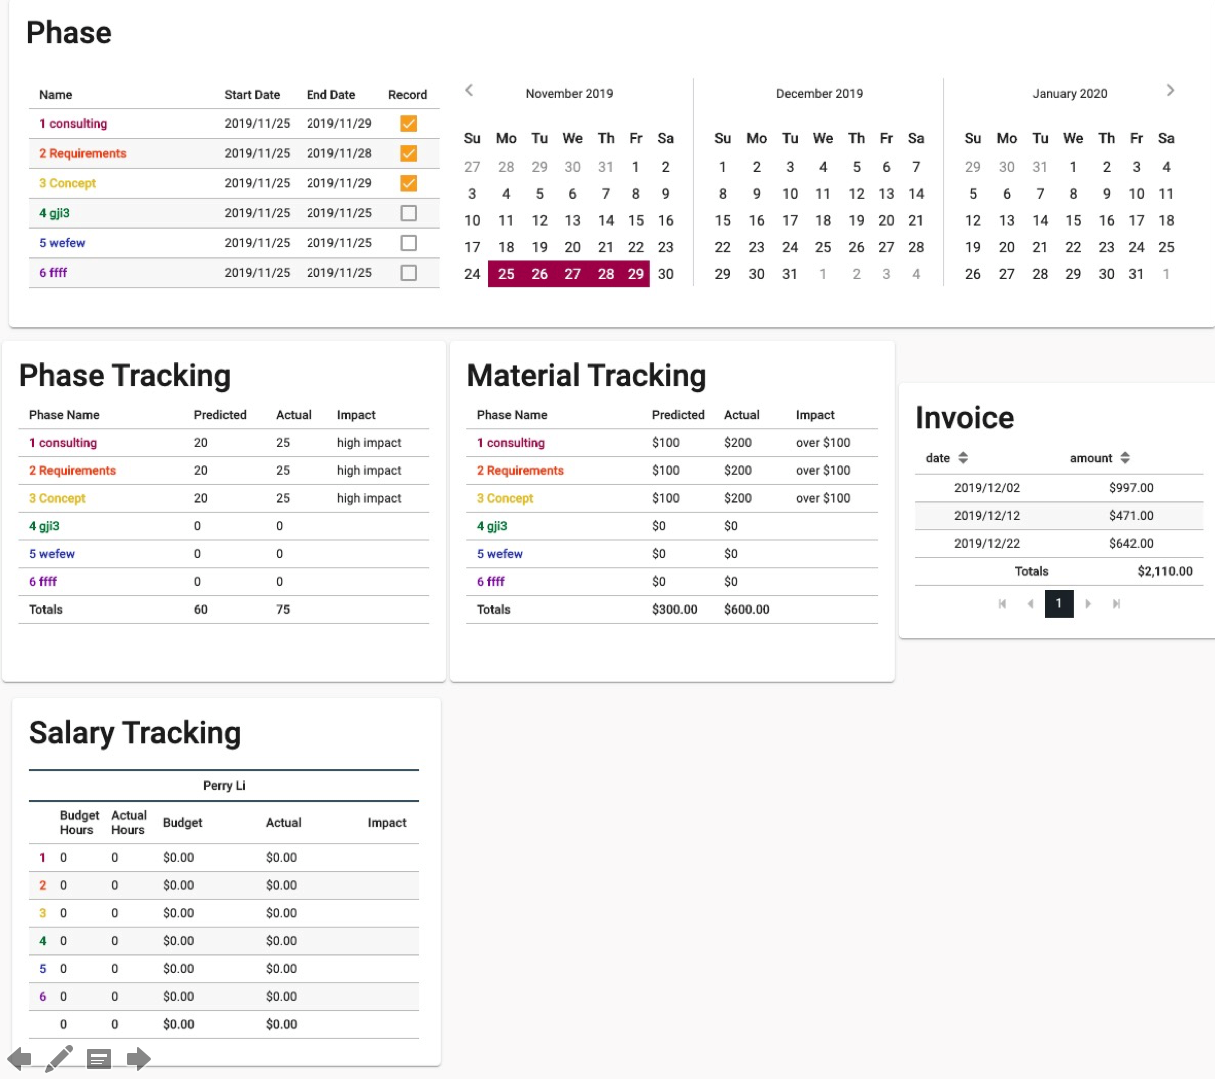 Phase
Name Start Date End Date Record
1 consulting 2019/11/25 2019/11/29
2 Requirements 2019/11/25 2019/11/28
3 Concept 2019/11/25 2019/11/29
4 gji3 2019/11/25 2019/11/25
5 wefew 2019/11/25 2019/11/25
6 ffff 2019/11/25 2019/11/25
November 2019
Su Mo Tu We Th Fr Sa
27 28 29 30 31 1 2
3 4 5 6 7 8 9
10 11 12 13 14 15 16
17 18 19 20 21 22 23
24 25 26 27 28 29 30
December 2019
Su Mo Tu We Th Fr Sa
1 2 3 4 5 6 7
8 9 10 11 12 13 14
15 16 17 18 19 20 21
22 23 24 25 26 27 28
29 30 31 1 2 3 4
January 2020
Su Mo Tu We Th Fr Sa
29 30 31 1 2 3 4
5 6 7 8 9 10 11
12 13 14 15 16 17 18
19 20 21 22 23 24 25
26 27 28 29 30 31 1
Phase Tracking
Phase Name Predicted Actual Impact
1 consulting 20 25 high impact
2 Requirements 20 25 high impact
3 Concept 20 25 high impact
4 gji3 0 0
5 wefew 0 0
6 ffff 0 0
Totals 60 75
Material Tracking
Phase Name Predicted Actual Impact
1 consulting $100 $200 over $100
2 Requirements $100 $200 over $100
3 Concept $100 $200 over $100
4 gji3 $0 $0
5 wefew $0 $0
6 ffff $0 $0
Totals $300.00 $600.00
Invoice
date amount
2019/12/02 $997.00
2019/12/12 $471.00
2019/12/22 $642.00
Totals $2,110.00
1
Salary Tracking
Perry Li
Budget Hours Actual Hours Budget Actual Impact
1 0 0 $0.00 $0.00
2 0 0 $0.00 $0.00
3 0 0 $0.00 $0.00
4 0 0 $0.00 $0.00
5 0 0 $0.00 $0.00
6 0 0 $0.00 $0.00
0 0 $0.00 $0.00